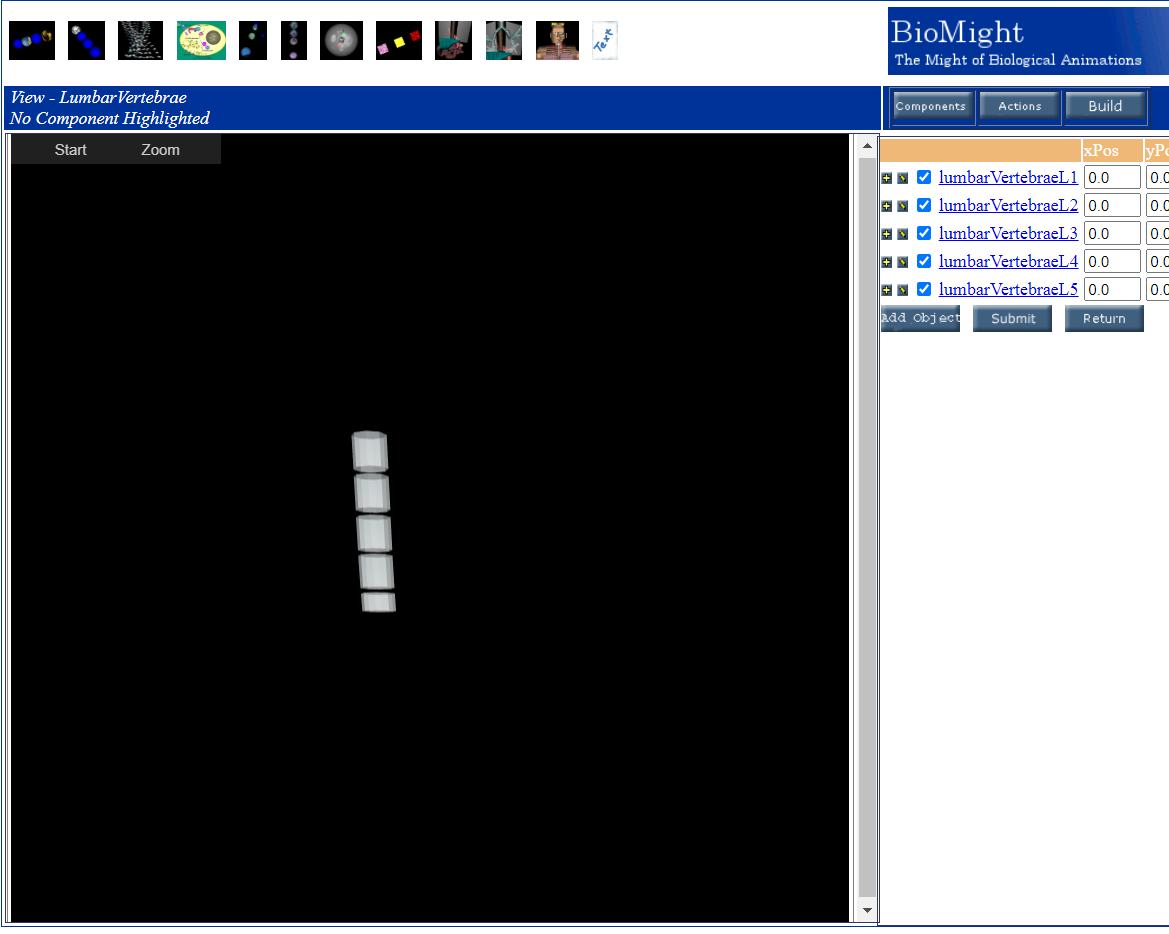 Text
BioMight
The Might of Biological Animations
View - LumbarVertebrae
No Component Highlighted
Components Actions Build
Start Zoom
xPos yPo
lumbarVertebraeL1 0.0 0.0
lumbarVertebraeL2 0.0 0.0
lumbarVertebraeL3 0.0 0.0
lumbarVertebraeL4 0.0 0.0
lumbarVertebraeL5 0.0 0.0
Add Object Submit Return